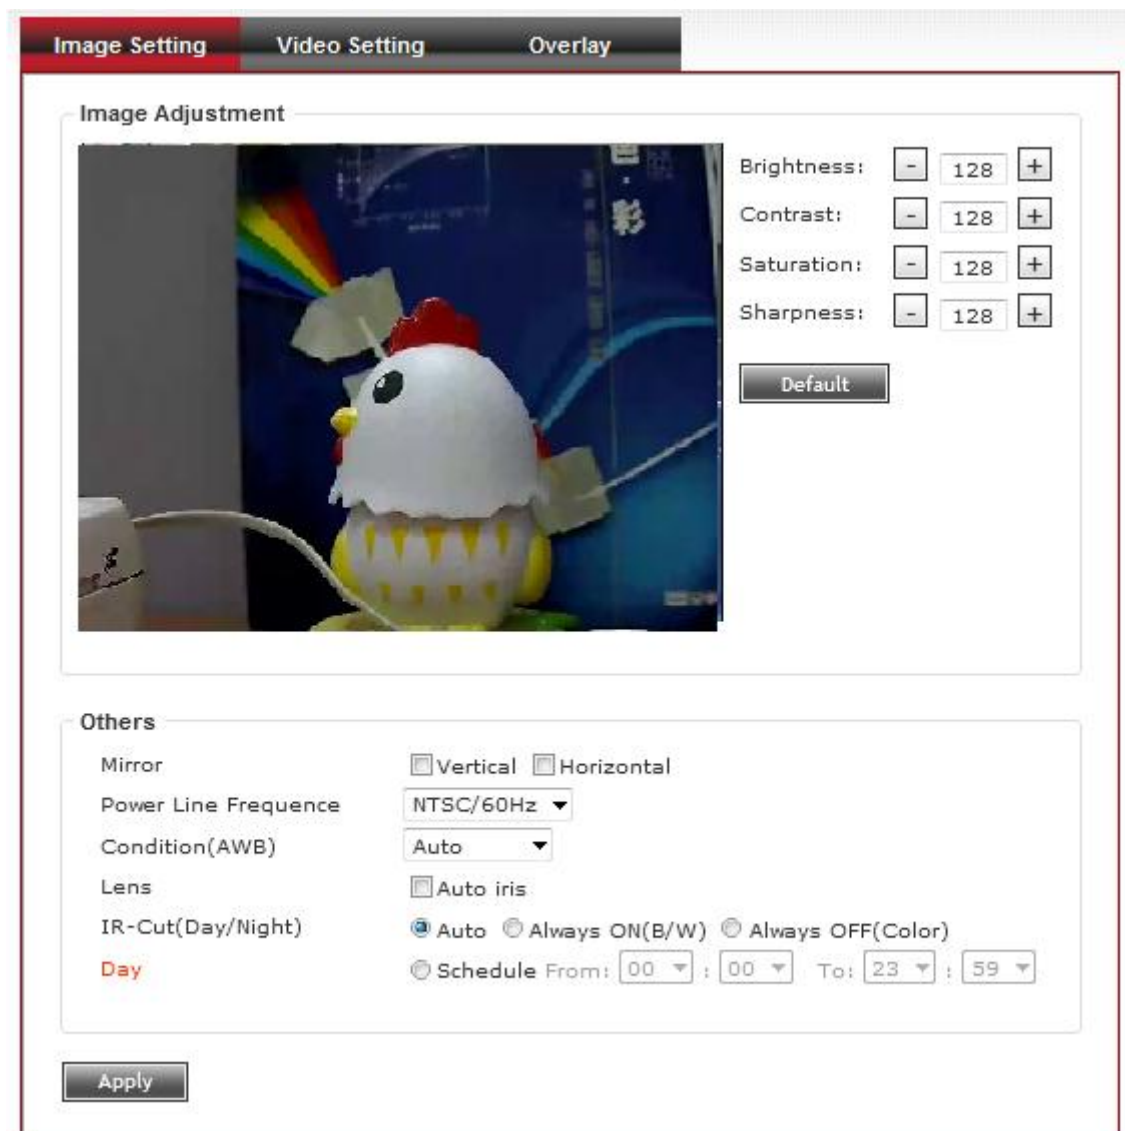 Image Setting Video Setting Overlay
Image Adjustment
彩
Brightness: - 128 +
Contrast: - 128 +
Saturation: - 128 +
Sharpness: - 128 +
Default
Others
Mirror Vertical Horizontal
Power Line Frequence NTSC/60Hz
Condition(AWB) Auto
Lens Auto iris
IR-Cut(Day/Night) Auto Always ON(B/W) Always OFF(Color)
Day Schedule From: 00 : 00 To: 23 : 59
Apply